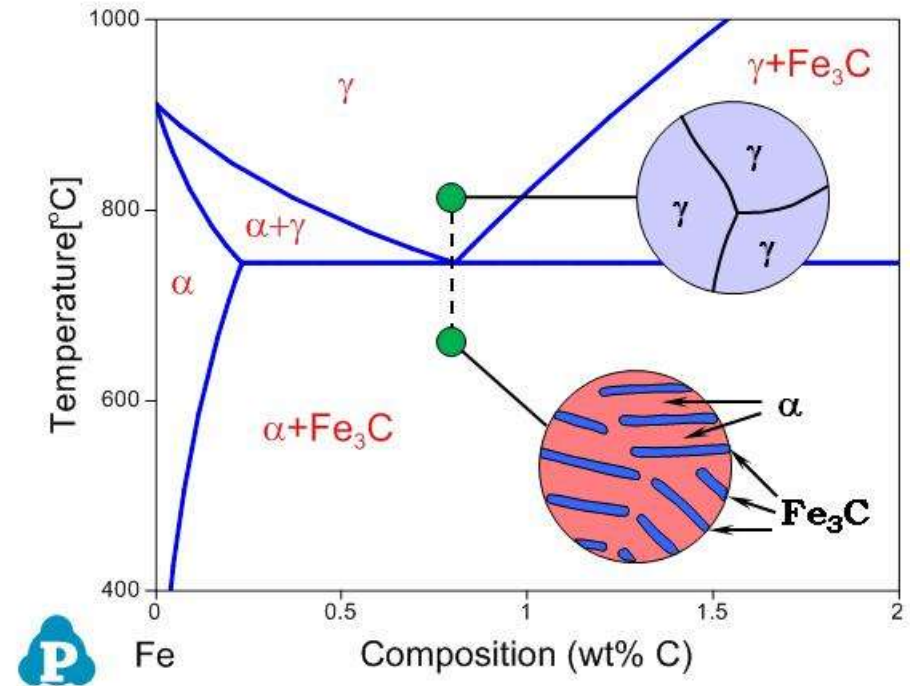 1000
γ
γ+Fe₃C
γ
γ
γ
800
α+γ
α
Temperature[°C]
600
α+Fe₃C
α
Fe₃C
400
0
0.5
1
1.5
2
P
Fe
Composition (wt% C)